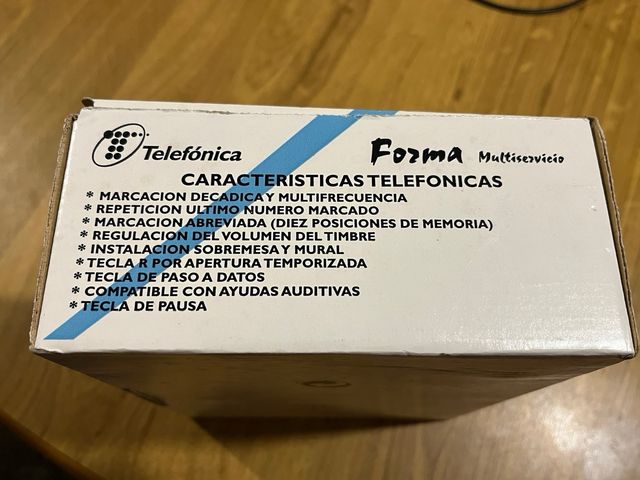 Telefónica
Forma Multiservicio
CARACTERISTICAS TELEFONICAS
* MARCACION DECADICA Y MULTIFRECUENCIA
* REPETICION ULTIMO NUMERO MARCADO
* MARCACION ABREVIADA (DIEZ POSICIONES DE MEMORIA)
* REGULACION DEL VOLUMEN DEL TIMBRE
* INSTALACION SOBREMESA Y MURAL
* TECLA R POR APERTURA TEMPORIZADA
* TECLA DE PASO A DATOS
* COMPATIBLE CON AYUDAS AUDITIVAS
* TECLA DE PAUSA